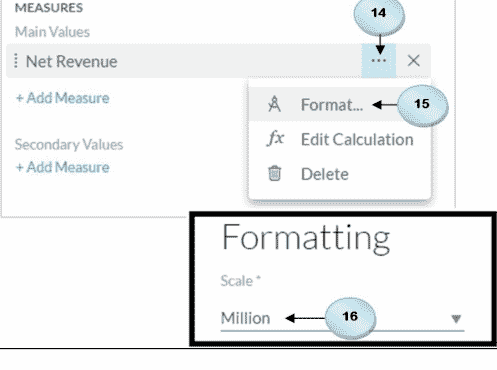 MEASURES
14
Main Values
Net Revenue
+ Add Measure
Format...
15
fx Edit Calculation
Secondary Values
+ Add Measure
Delete
Formatting
Scale *
Million
16